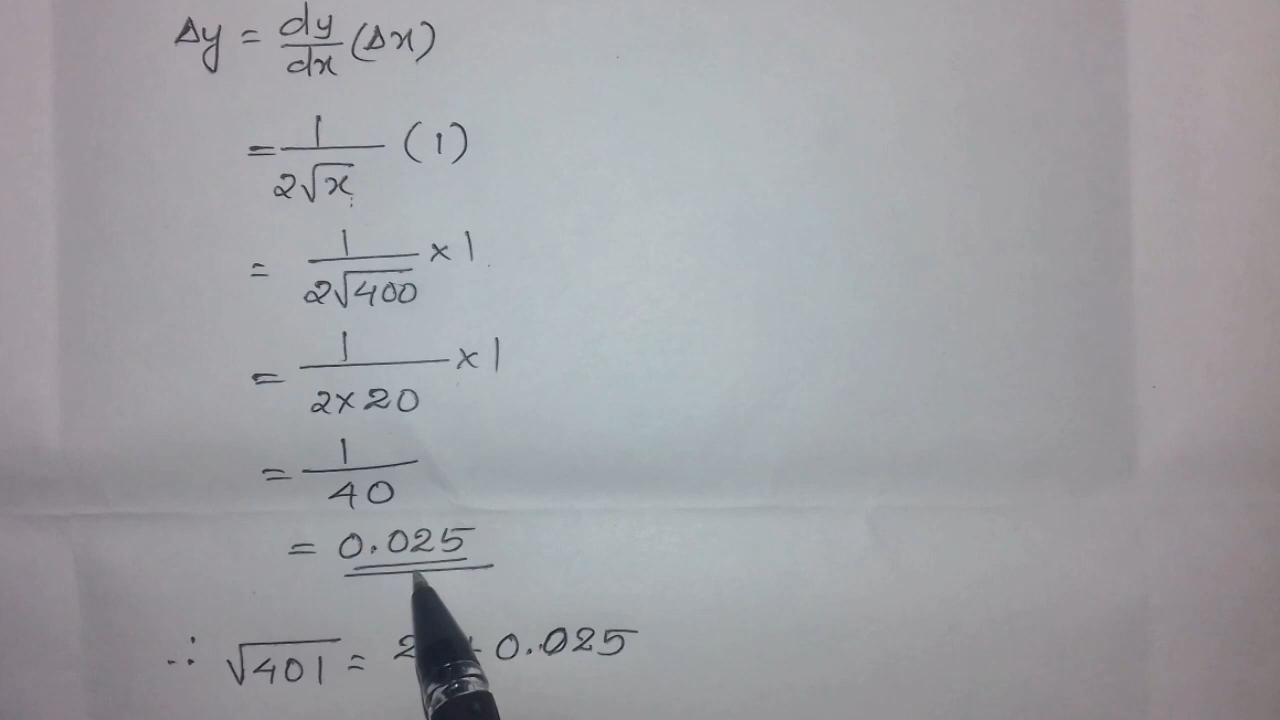 Δy = dy/dx (Δx)
= 1/2√x (1)
= 1/2√400 × 1
= 1/2×20 × 1
= 1/40
= 0.025
∴ √401 = 2 0.025